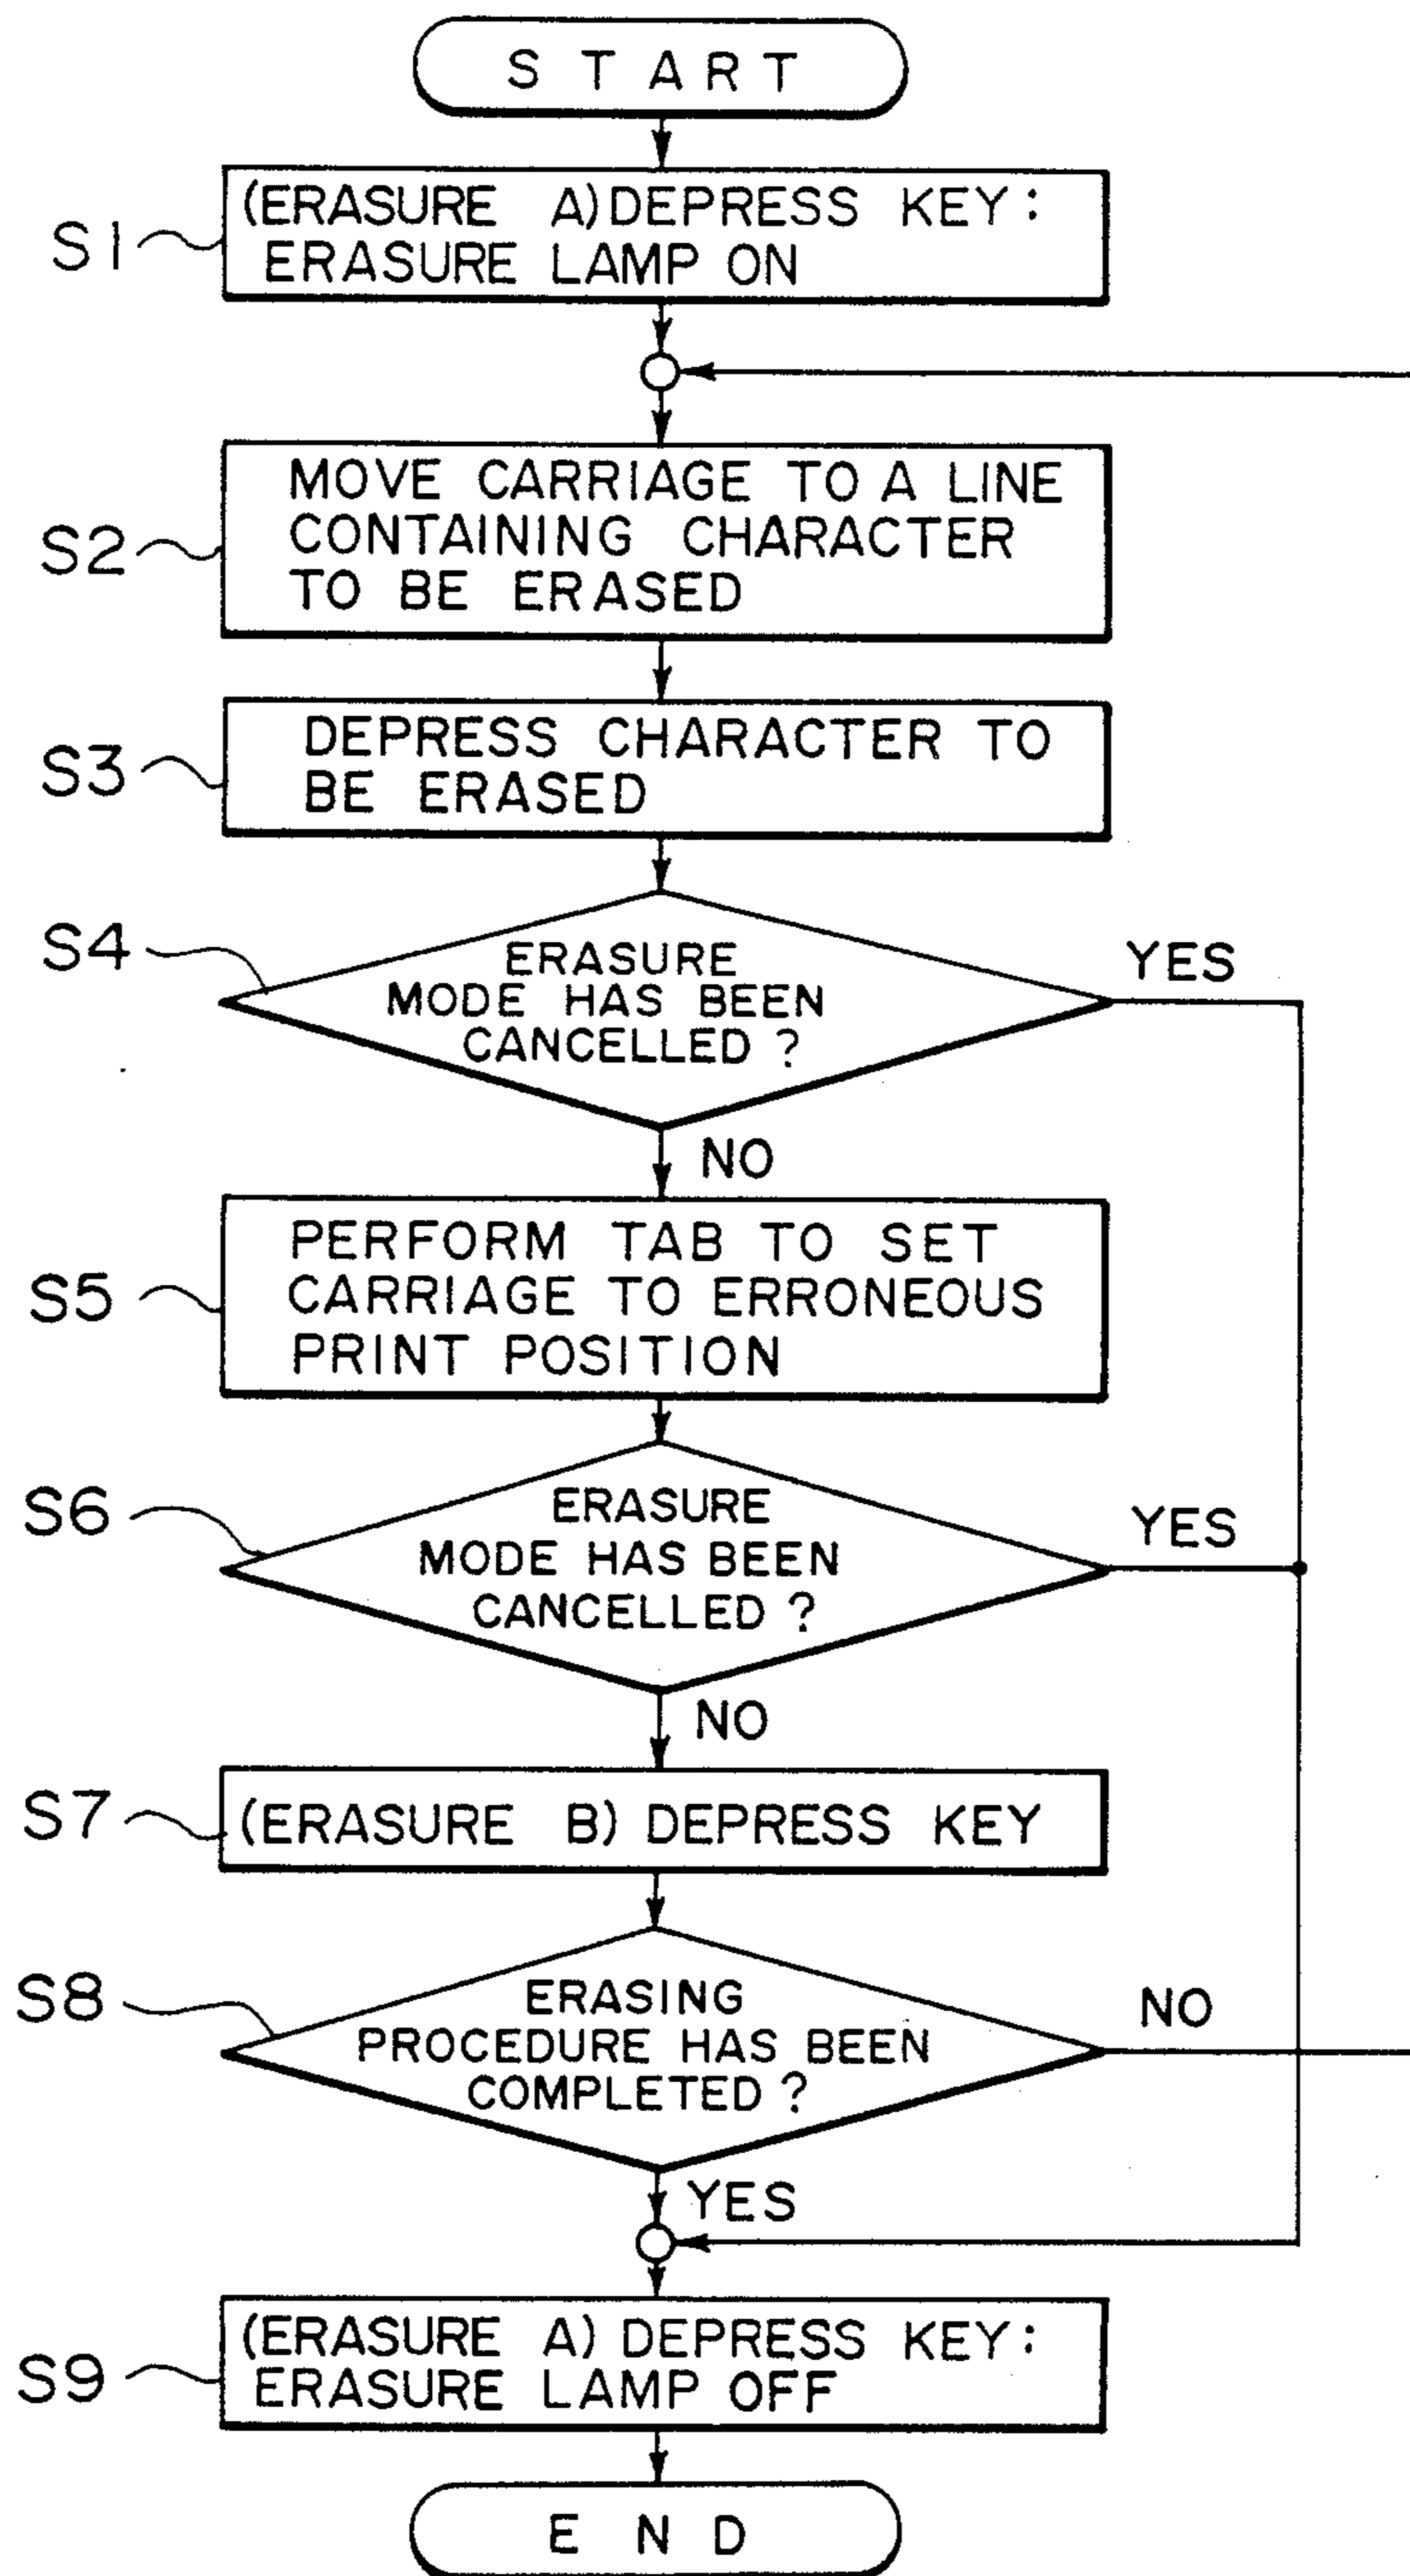 START
S1
(ERASURE A) DEPRESS KEY:
ERASURE LAMP ON
S2
MOVE CARRIAGE TO A LINE
CONTAINING CHARACTER
TO BE ERASED
S3
DEPRESS CHARACTER TO
BE ERASED
S4
ERASURE
MODE HAS BEEN
CANCELLED ?
YES
NO
S5
PERFORM TAB TO SET
CARRIAGE TO ERRONEOUS
PRINT POSITION
S6
ERASURE
MODE HAS BEEN
CANCELLED ?
YES
NO
S7
(ERASURE B) DEPRESS KEY
S8
ERASING
PROCEDURE HAS BEEN
COMPLETED ?
NO
YES
S9
(ERASURE A) DEPRESS KEY:
ERASURE LAMP OFF
END